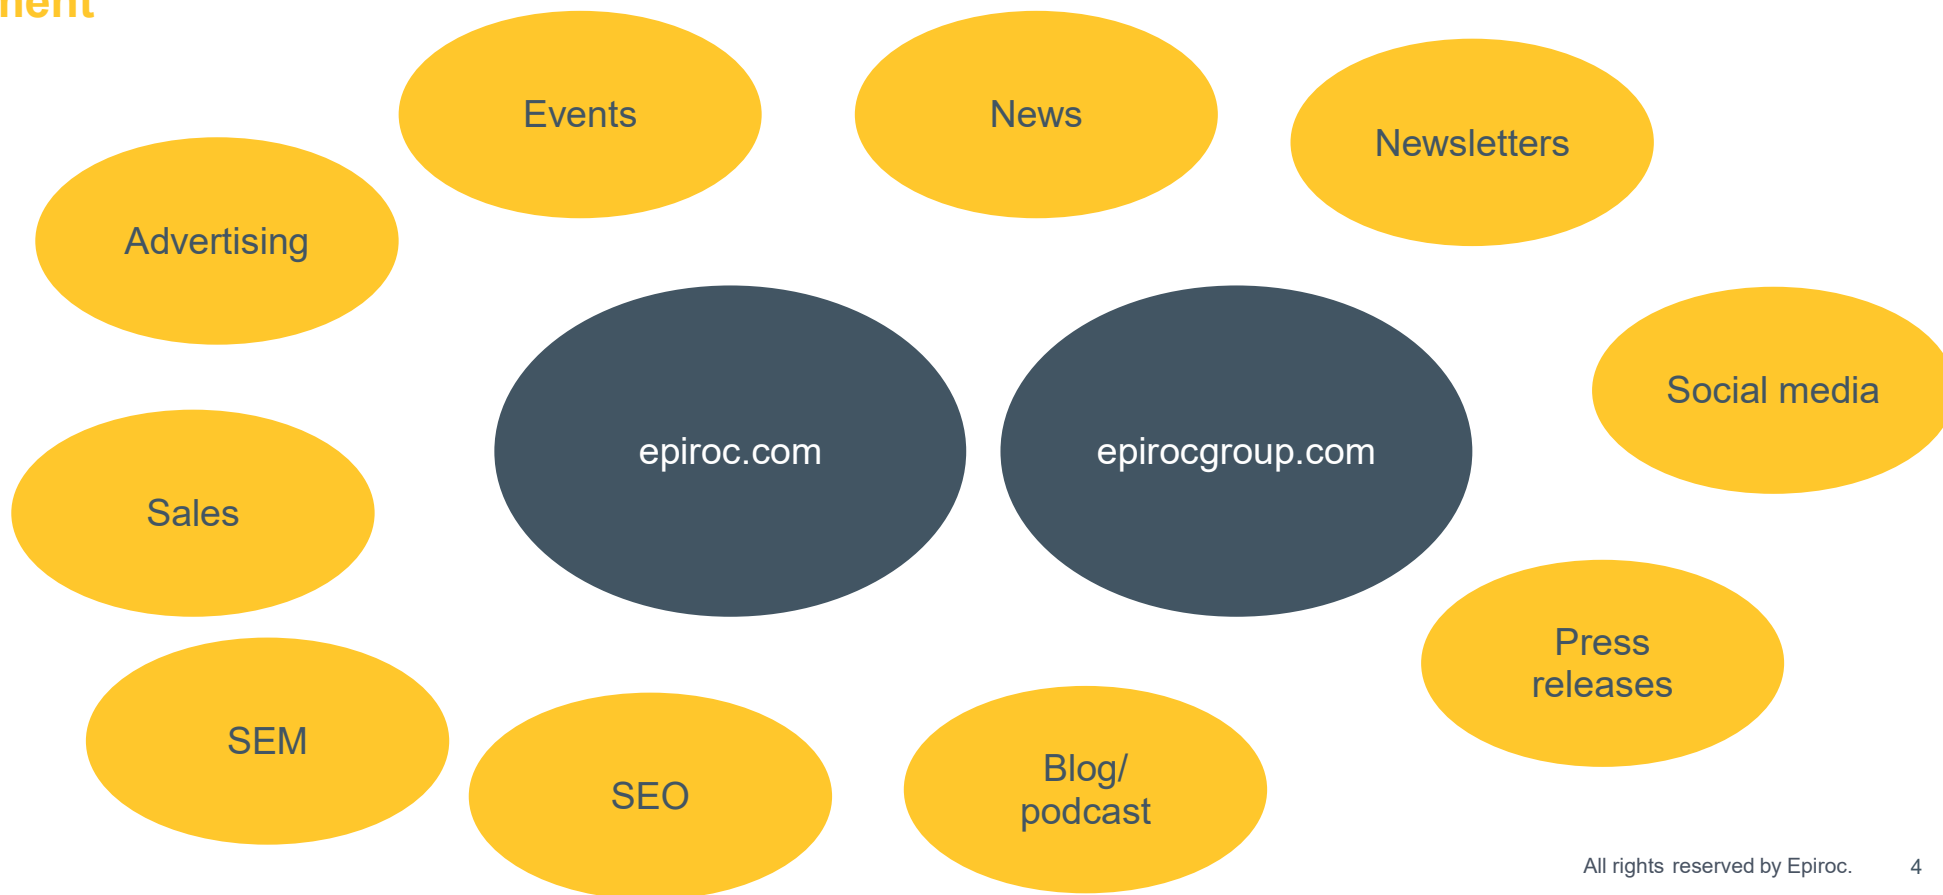 Events
News
Newsletters
Advertising
Social media
epiroc.com
epirocgroup.com
Sales
Press
releases
SEM
SEO
Blog/
podcast
All rights reserved by Epiroc.
4